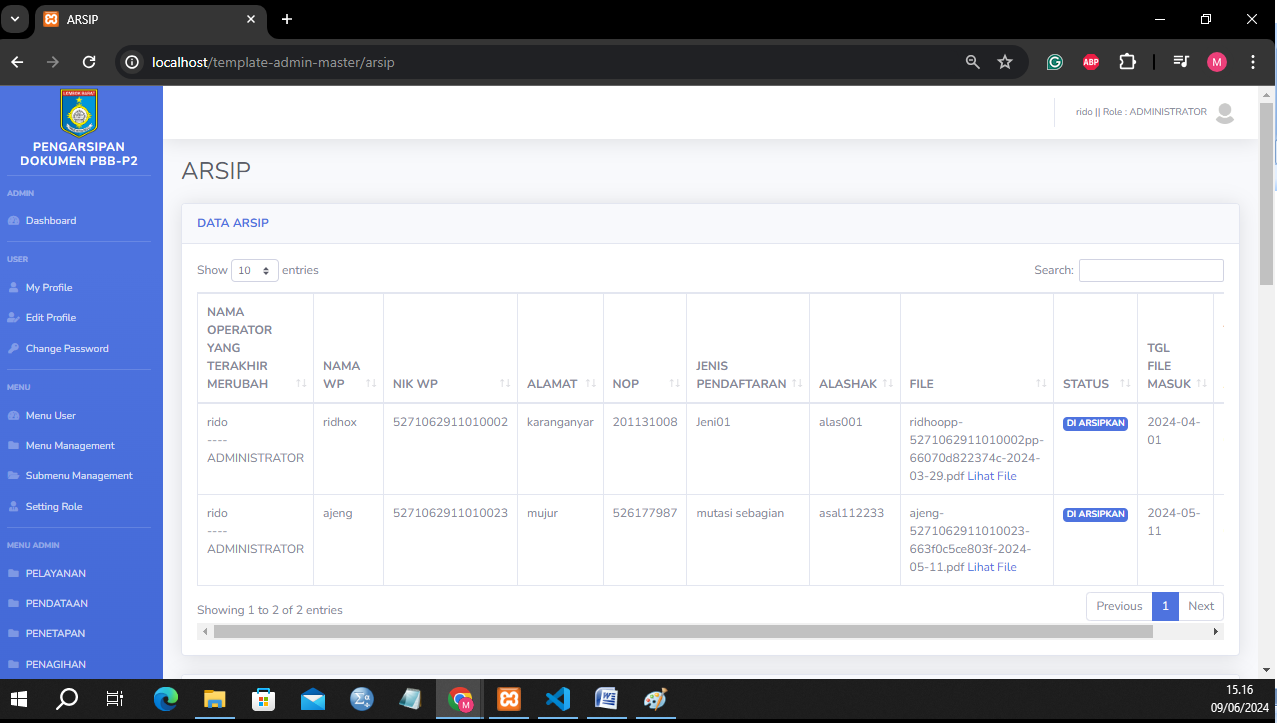 ARSIP
localhost/template-admin-master/arsip
ABP
M
LOMBOK BARAT
PENGARSIPAN
DOKUMEN PBB-P2
rido || Role : ADMINISTRATOR
ADMIN
Dashboard
USER
My Profile
Edit Profile
Change Password
MENU
Menu User
Menu Management
Submenu Management
Setting Role
MENU ADMIN
PELAYANAN
PENDATAAN
PENETAPAN
PENAGIHAN
ARSIP
DATA ARSIP
Show 10 entries
Search:
NAMA
OPERATOR
YANG
TERAKHIR
MERUBAH
NAMA
WP
NIK WP
ALAMAT
NOP
JENIS
PENDAFTARAN
ALASHAK
FILE
STATUS
TGL
FILE
MASUK
rido
----
ADMINISTRATOR
ridhox
5271062911010002
karanganyar
201131008
Jeni01
alas001
ridhoopp-
5271062911010002pp-
66070d822374c-2024-
03-29.pdf Lihat File
DI ARSIPKAN
2024-04-
01
rido
----
ADMINISTRATOR
ajeng
5271062911010023
mujur
526177987
mutasi sebagian
asal112233
ajeng-
5271062911010023-
663f0c5ce803f-2024-
05-11.pdf Lihat File
DI ARSIPKAN
2024-05-
11
Showing 1 to 2 of 2 entries
Previous 1 Next
M
15.16
09/06/2024